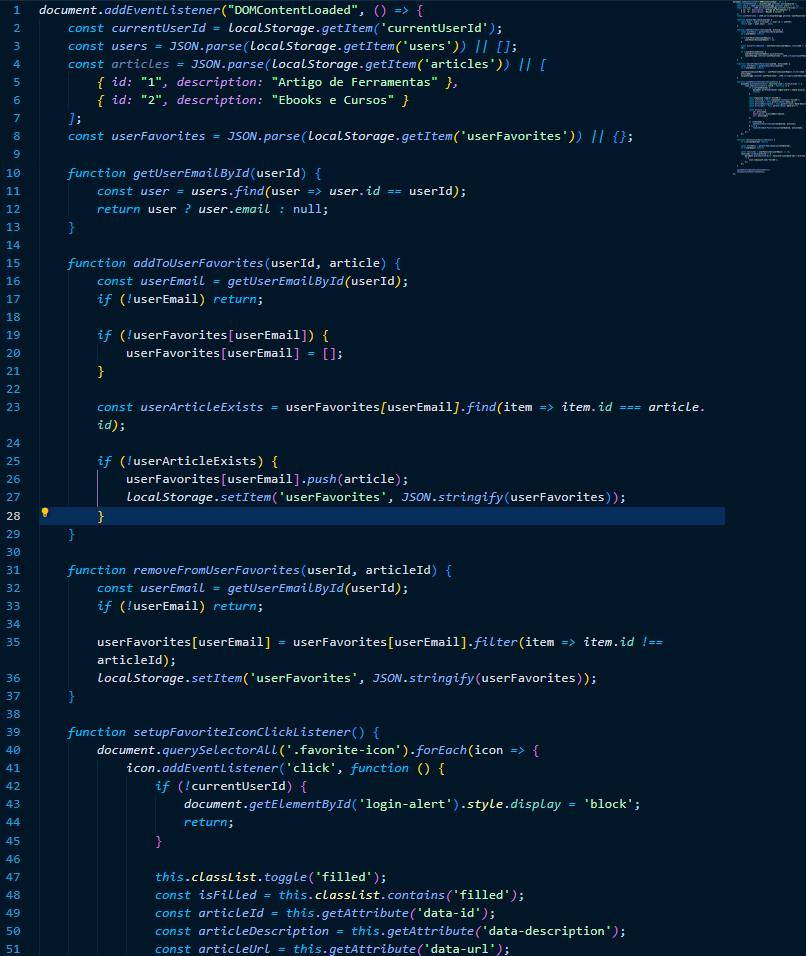 1 document.addEventListener("DOMContentLoaded", () => {
2 const currentUserId = localStorage.getItem('currentUserId');
3 const users = JSON.parse(localStorage.getItem('users')) || [];
4 const articles = JSON.parse(localStorage.getItem('articles')) || [
5 { id: "1", description: "Artigo de Ferramentas" },
6 { id: "2", description: "Ebooks e Cursos" }
7 ];
8 const userFavorites = JSON.parse(localStorage.getItem('userFavorites')) || {};
9
10 function getUserEmailById(userId) {
11 const user = users.find(user => user.id == userId);
12 return user ? user.email : null;
13 }
14
15 function addToUserFavorites(userId, article) {
16 const userEmail = getUserEmailById(userId);
17 if (!userEmail) return;
18
19 if (!userFavorites[userEmail]) {
20 userFavorites[userEmail] = [];
21 }
22
23 const userArticleExists = userFavorites[userEmail].find(item => item.id === article.
id);
24
25 if (!userArticleExists) {
26 userFavorites[userEmail].push(article);
27 localStorage.setItem('userFavorites', JSON.stringify(userFavorites));
28 }
29 }
30
31 function removeFromUserFavorites(userId, articleId) {
32 const userEmail = getUserEmailById(userId);
33 if (!userEmail) return;
34
35 userFavorites[userEmail] = userFavorites[userEmail].filter(item => item.id !==
articleId);
36 localStorage.setItem('userFavorites', JSON.stringify(userFavorites));
37 }
38
39 function setupFavoriteIconClickListener() {
40 document.querySelectorAll('.favorite-icon').forEach(icon => {
41 icon.addEventListener('click', function () {
42 if (!currentUserId) {
43 document.getElementById('login-alert').style.display = 'block';
44 return;
45 }
46
47 this.classList.toggle('filled');
48 const isFilled = this.classList.contains('filled');
49 const articleId = this.getAttribute('data-id');
50 const articleDescription = this.getAttribute('data-description');
51 const articleUrl = this.getAttribute('data-url');